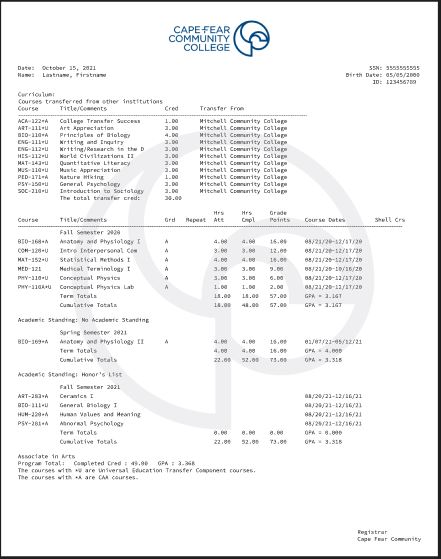 CAPE FEAR
COMMUNITY
COLLEGE
Date: October 15, 2021 SSN: 5555555555
Name: Lastname, Firstname Birth Date: 05/05/2000
ID: 123456789
Curriculum:
Courses transferred from other institutions
Course Title/Comments Cred Transfer From
ACA-122*A College Transfer Success 1.00 Mitchell Community College
ART-111*U Art Appreciation 3.00 Mitchell Community College
BIO-110*A Principles of Biology 4.00 Mitchell Community College
ENG-111*U Writing and Inquiry 3.00 Mitchell Community College
ENG-112*U Writing/Research in the D 3.00 Mitchell Community College
HIS-112*U World Civilizations II 3.00 Mitchell Community College
MAT-143*U Quantitative Literacy 3.00 Mitchell Community College
MUS-110*U Music Appreciation 3.00 Mitchell Community College
PED-171*A Nature Hiking 1.00 Mitchell Community College
PSY-150*U General Psychology 3.00 Mitchell Community College
SOC-210*U Introduction to Sociology 3.00 Mitchell Community College
The total transfer cred: 30.00
Hrs Hrs Grade
Course Title/Comments Grd Repeat Att Cmpl Points Course Dates Shell Crs
Fall Semester 2020
BIO-168*A Anatomy and Physiology I A 4.00 4.00 16.00 08/21/20-12/17/20
COM-120*U Intro Interpersonal Com A 3.00 3.00 12.00 08/21/20-12/17/20
MAT-152*U Statistical Methods I A 4.00 4.00 16.00 08/21/20-12/17/20
MED-121 Medical Terminology I A 3.00 3.00 9.00 08/21/20-10/16/20
PHY-110*U Conceptual Physics A 3.00 3.00 6.00 08/21/20-12/17/20
PHY-110A*U Conceptual Physics Lab A 1.00 1.00 2.00 08/21/20-12/17/20
Term Totals 18.00 18.00 57.00 GPA = 3.167
Cumulative Totals 18.00 48.00 57.00 GPA = 3.167
Academic Standing: No Academic Standing
Spring Semester 2021
BIO-169*A Anatomy and Physiology II A 4.00 4.00 16.00 01/07/21-05/12/21
Term Totals 4.00 4.00 16.00 GPA = 4.000
Cumulative Totals 22.00 52.00 73.00 GPA = 3.318
Academic Standing: Honor's List
Fall Semester 2021
ART-283*A Ceramics I 08/20/21-12/16/21
BIO-111*U General Biology I 08/20/21-12/16/21
HUM-220*A Human Values and Meaning 08/20/21-12/16/21
PSY-281*A Abnormal Psychology 08/20/21-12/16/21
Term Totals 0.00 0.00 0.00 GPA = 0.000
Cumulative Totals 22.00 52.00 73.00 GPA = 3.318
Associate in Arts
Program Total: Completed Cred : 49.00 GPA : 3.368
The courses with *U are Universal Education Transfer Component courses.
The courses with *A are CAA courses.
Registrar
Cape Fear Community